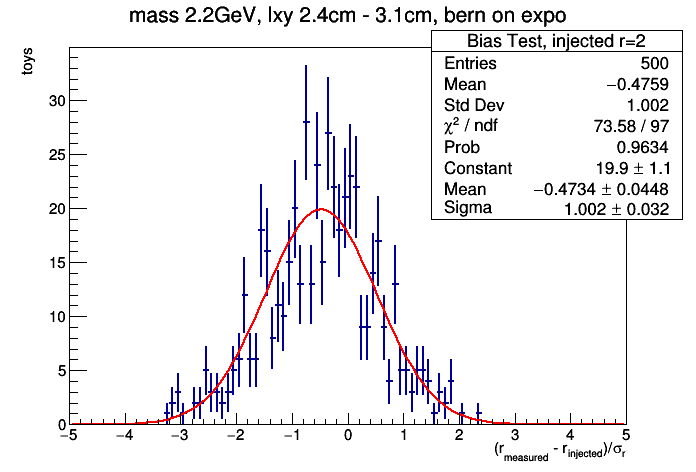 mass 2.2GeV, lxy 2.4cm - 3.1cm, bern on expo
Bias Test, injected r=2
Entries 500
Mean −0.4759
Std Dev 1.002
χ² / ndf 73.58 / 97
Prob 0.9634
Constant 19.9 ± 1.1
Mean −0.4734 ± 0.0448
Sigma 1.002 ± 0.032
toys
30
25
20
15
10
5
0
−5 −4 −3 −2 −1 0 1 2 3 4 5
(r_measured - r_injected)/σ_r